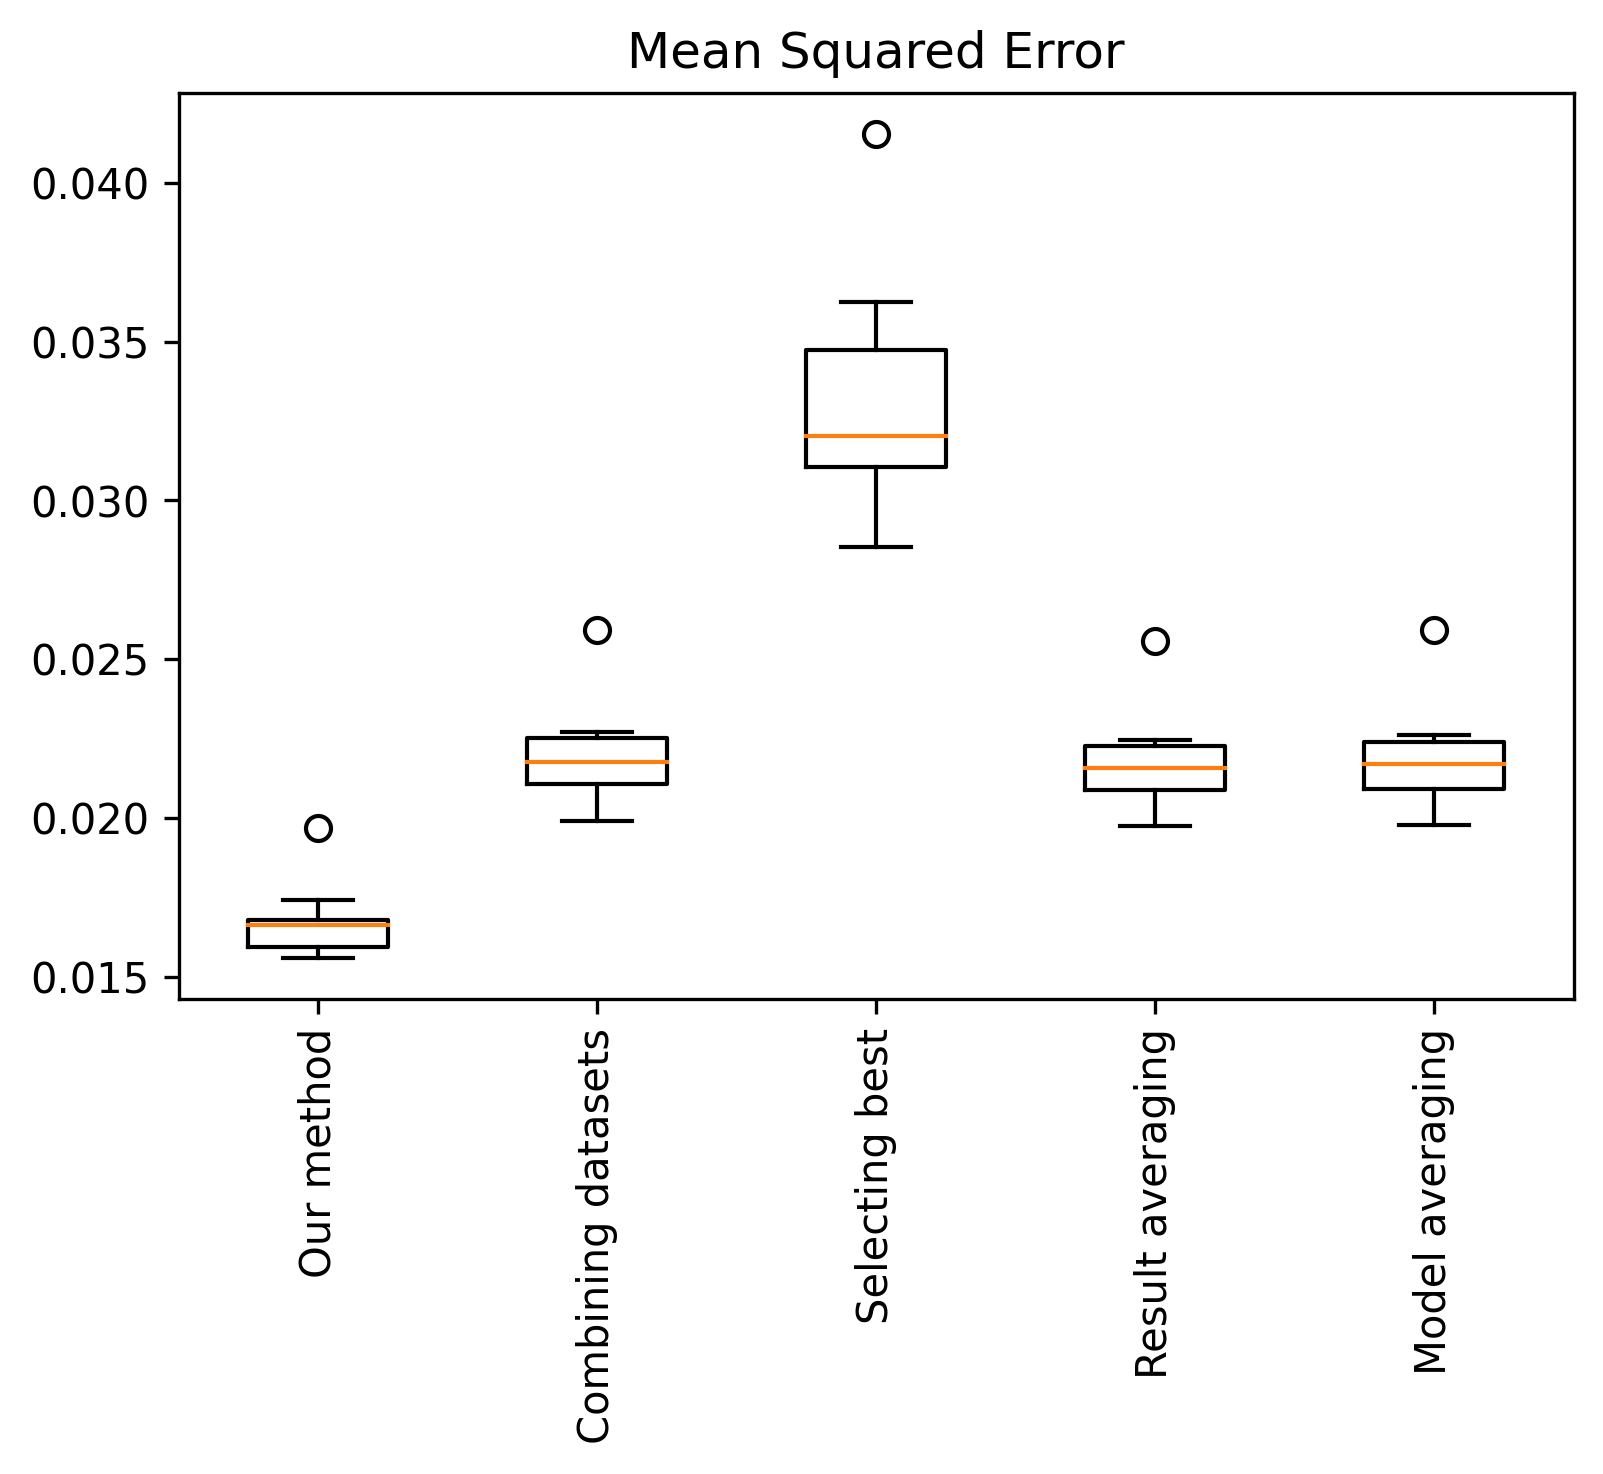 Mean Squared Error
0.040
0.035
0.030
0.025
0.020
0.015
Our method
Combining datasets
Selecting best
Result averaging
Model averaging